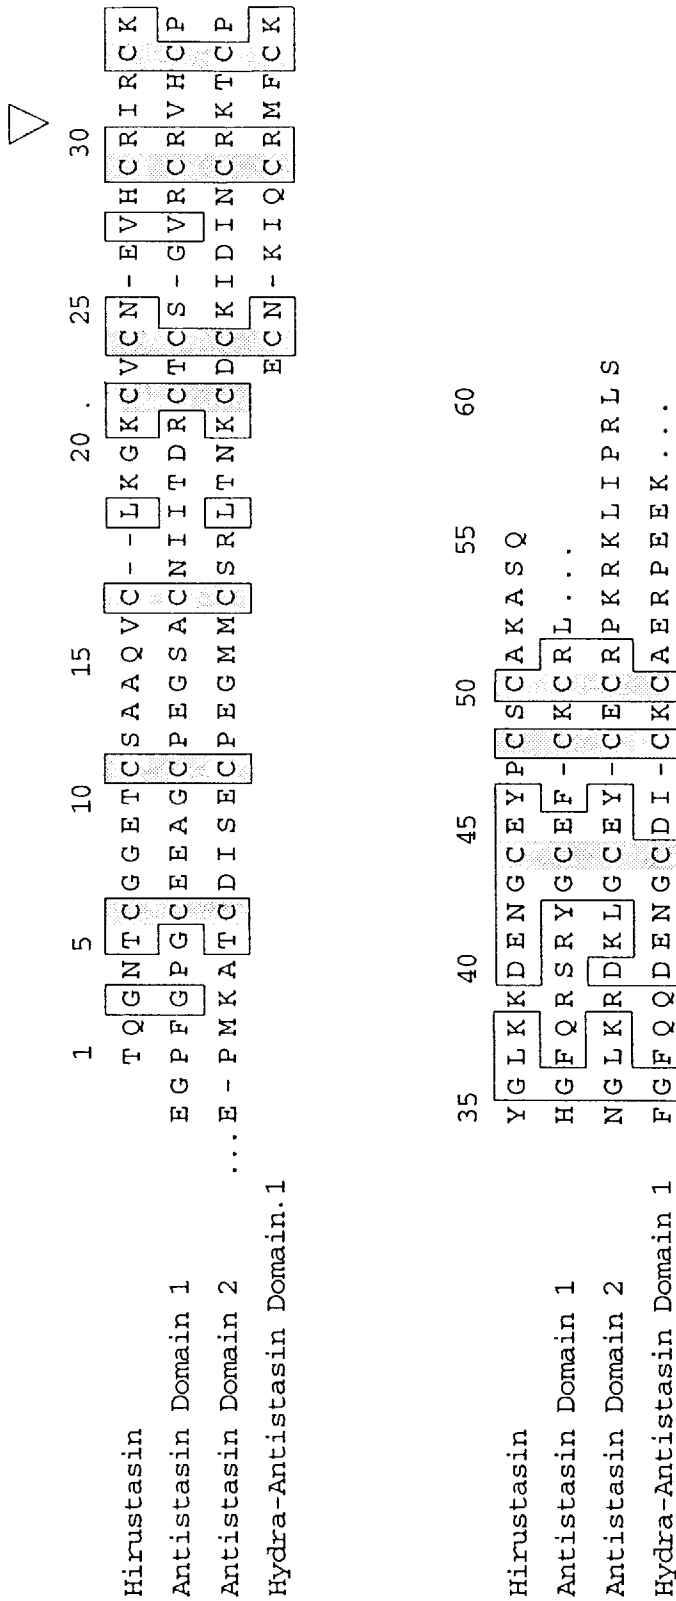 1 5 10 15 20 . 25 30
Hirustasin T Q G N T C G G E T C S A A Q V C - - L K G K C V C N - E V H C R I R C K
Antistasin Domain 1 E G P F G P G C E E A G C P E G S A C N I I T D R C T C S - G V R C R V H C P
Antistasin Domain 2 ...E - P M K A T C D I S E C P E G M M C S R L T N K C D C K I D I N C R K T C P
Hydra-Antistasin Domain.1 E C N - K I Q C R M F C K
35 40 45 50 55 60
Hirustasin Y G L K K D E N G C E Y P C S C A K A S Q
Antistasin Domain 1 H G F Q R S R Y G C E F - C K C R L ...
Antistasin Domain 2 N G L K R D K L G C E Y - C E C R P K R K L I P R L S
Hydra-Antistasin Domain 1 F G F Q Q D E N G C D I - C K C A E R P E E K ...